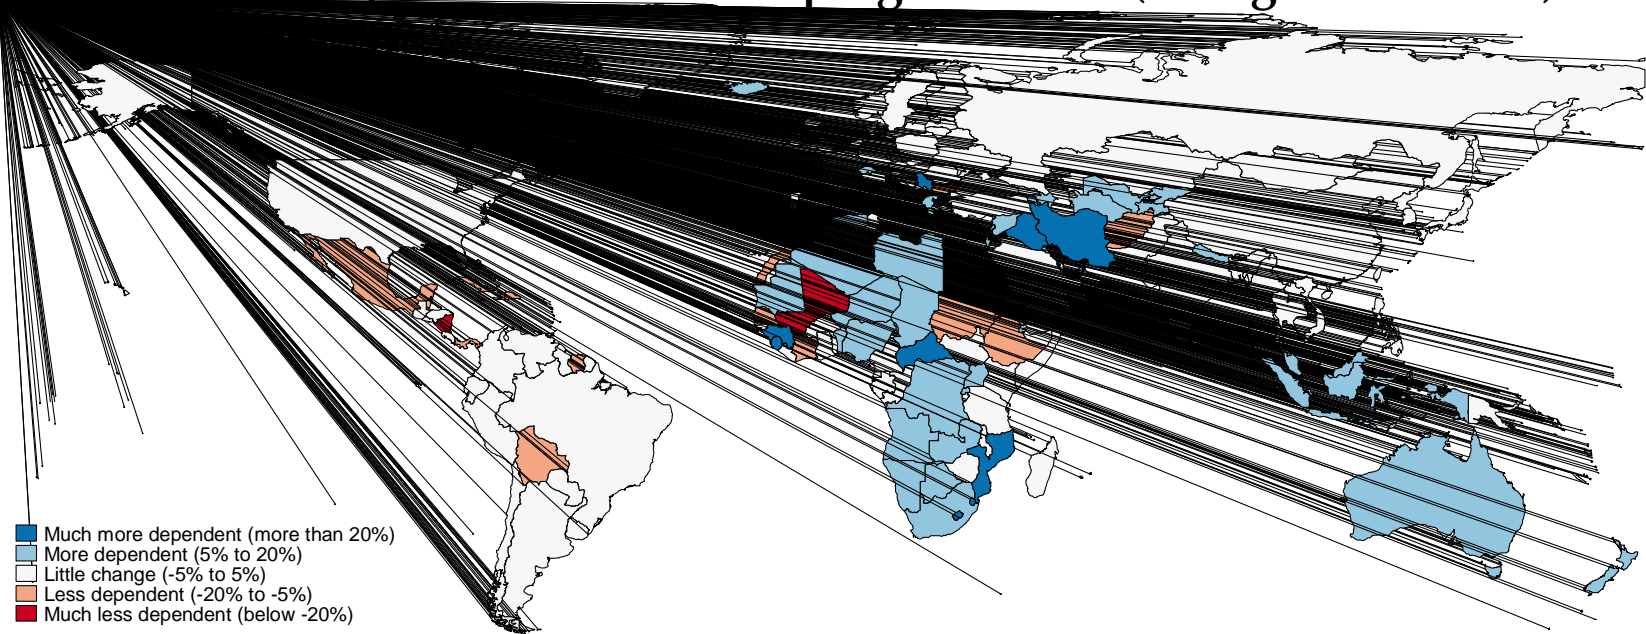 Much more dependent (more than 20%)
More dependent (5% to 20%)
Little change (-5% to 5%)
Less dependent (-20% to -5%)
Much less dependent (below -20%)